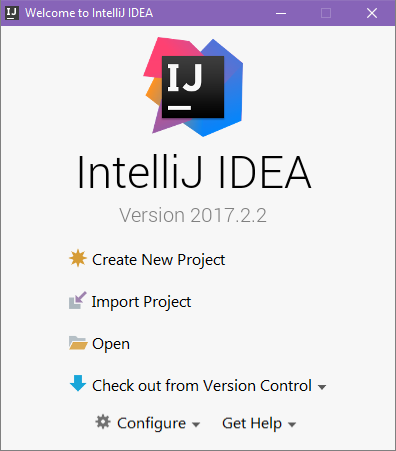 Welcome to IntelliJ IDEA
IJ
IntelliJ IDEA
Version 2017.2.2
Create New Project
Import Project
Open
Check out from Version Control
Configure Get Help